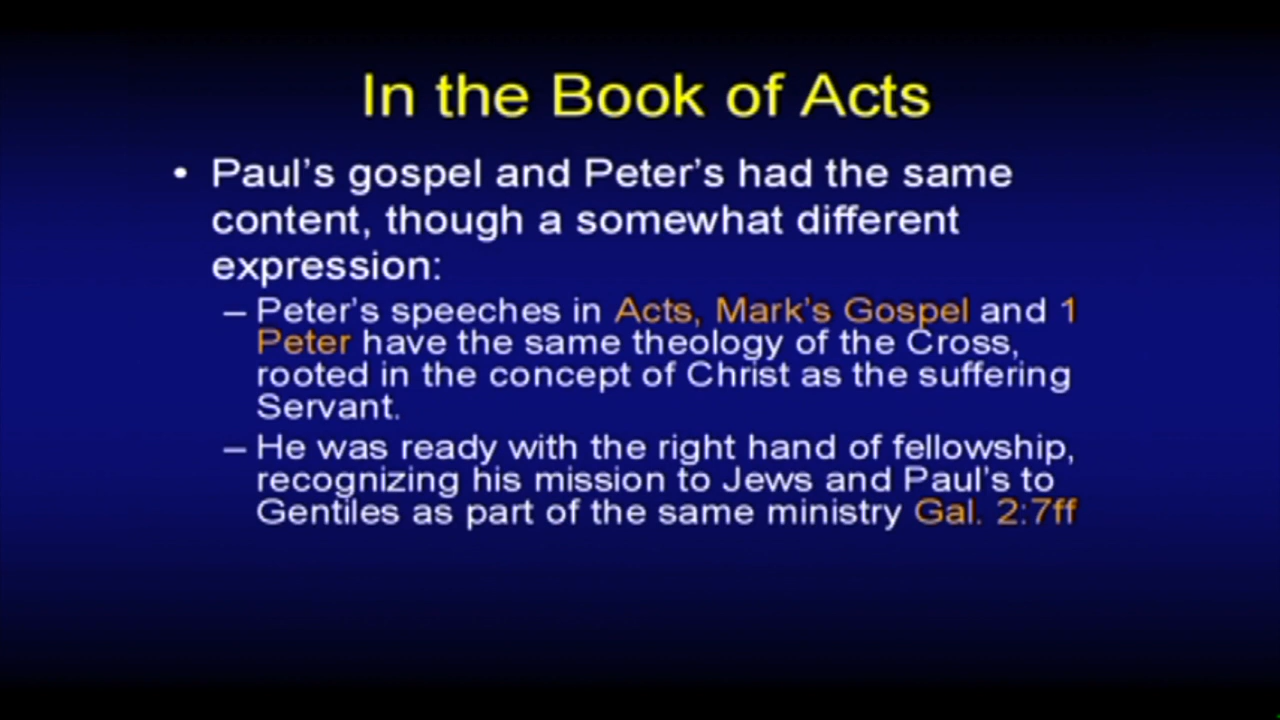 In the Book of Acts
• Paul’s gospel and Peter’s had the same
content, though a somewhat different
expression:
– Peter’s speeches in Acts, Mark’s Gospel and 1
Peter have the same theology of the Cross,
rooted in the concept of Christ as the suffering
Servant.
– He was ready with the right hand of fellowship,
recognizing his mission to Jews and Paul’s to
Gentiles as part of the same ministry Gal. 2:7ff